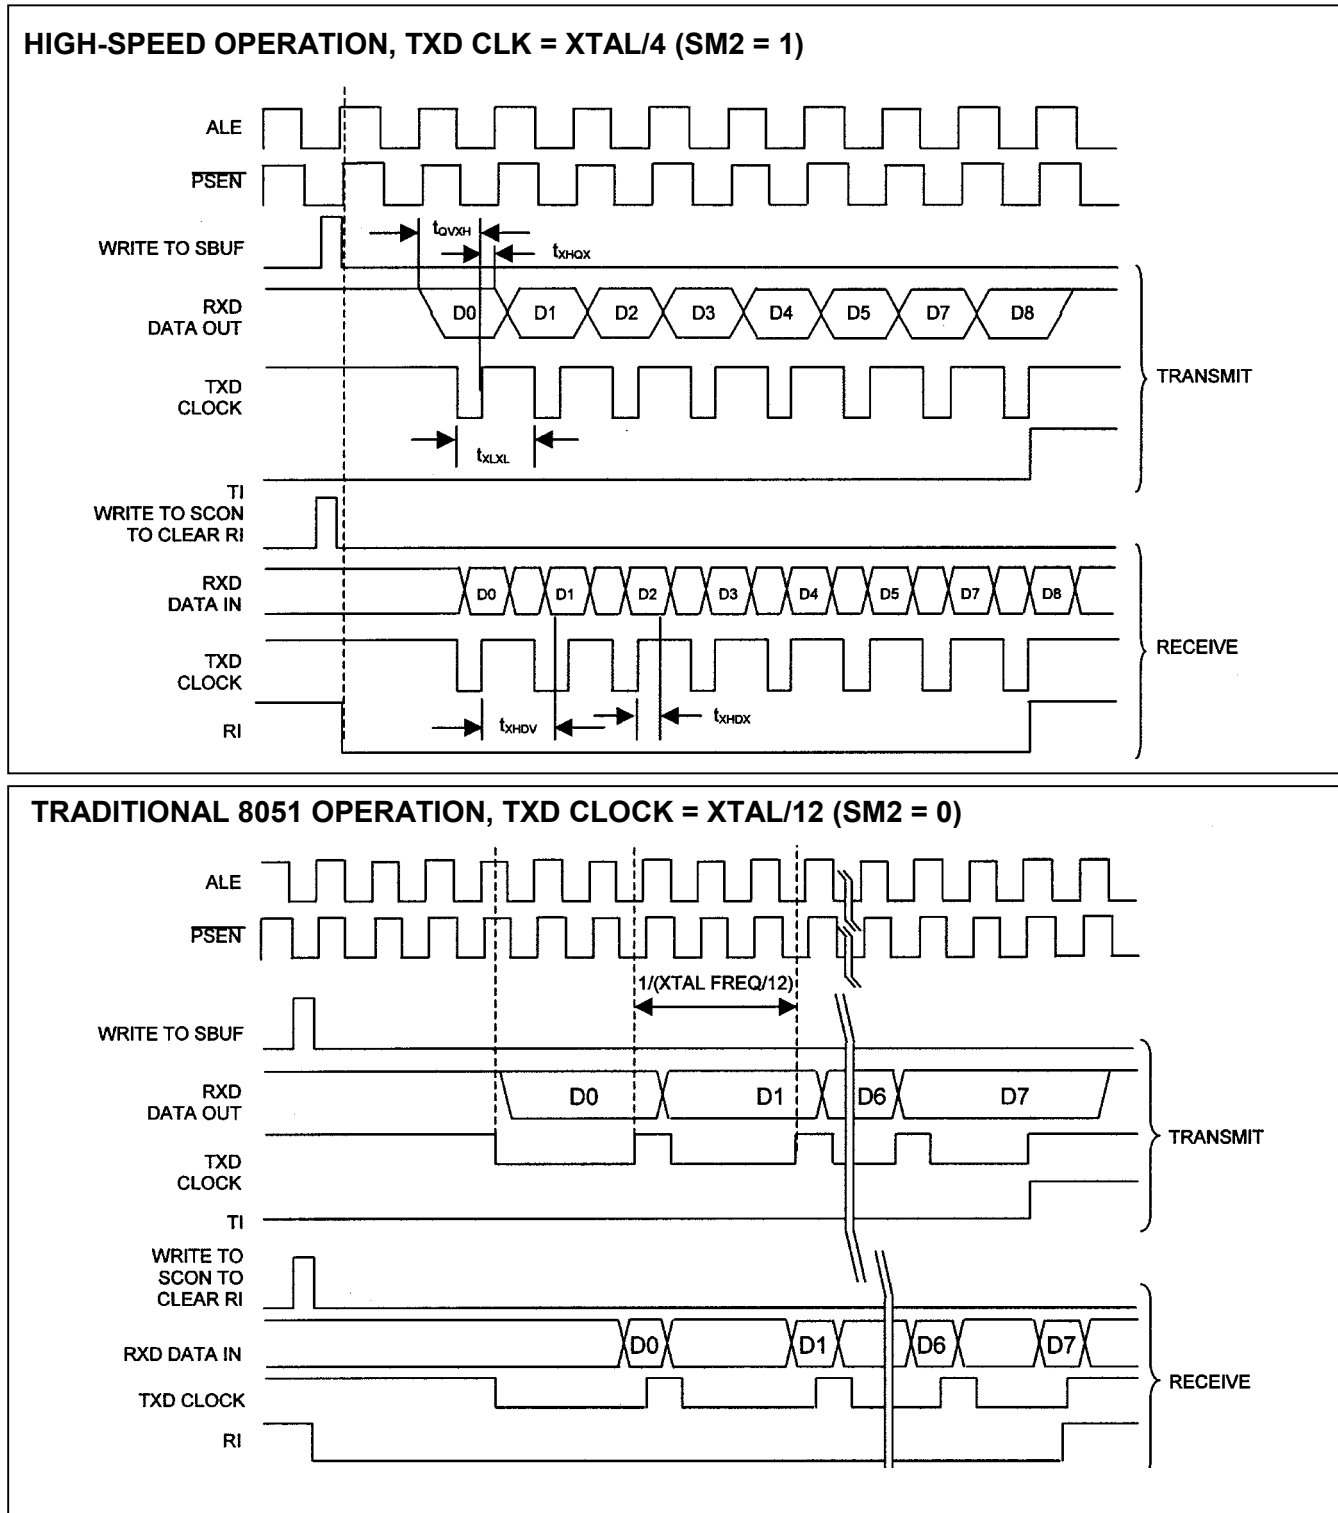 HIGH-SPEED OPERATION, TXD CLK = XTAL/4 (SM2 = 1)
ALE
PSEN
WRITE TO SBUF
tQVXH
tXHQX
RXD
DATA OUT
D0 D1 D2 D3 D4 D5 D7 D8
TXD
CLOCK
TRANSMIT
tXLXL
TI
WRITE TO SCON
TO CLEAR RI
RXD
DATA IN
D0 D1 D2 D3 D4 D5 D7 D8
TXD
CLOCK
RECEIVE
tXHDV
tXHDX
RI
TRADITIONAL 8051 OPERATION, TXD CLOCK = XTAL/12 (SM2 = 0)
ALE
PSEN
1/(XTAL FREQ/12)
WRITE TO SBUF
RXD
DATA OUT
D0 D1 D6 D7
TXD
CLOCK
TRANSMIT
TI
WRITE TO
SCON TO
CLEAR RI
RXD DATA IN
D0 D1 D6 D7
TXD CLOCK
RECEIVE
RI